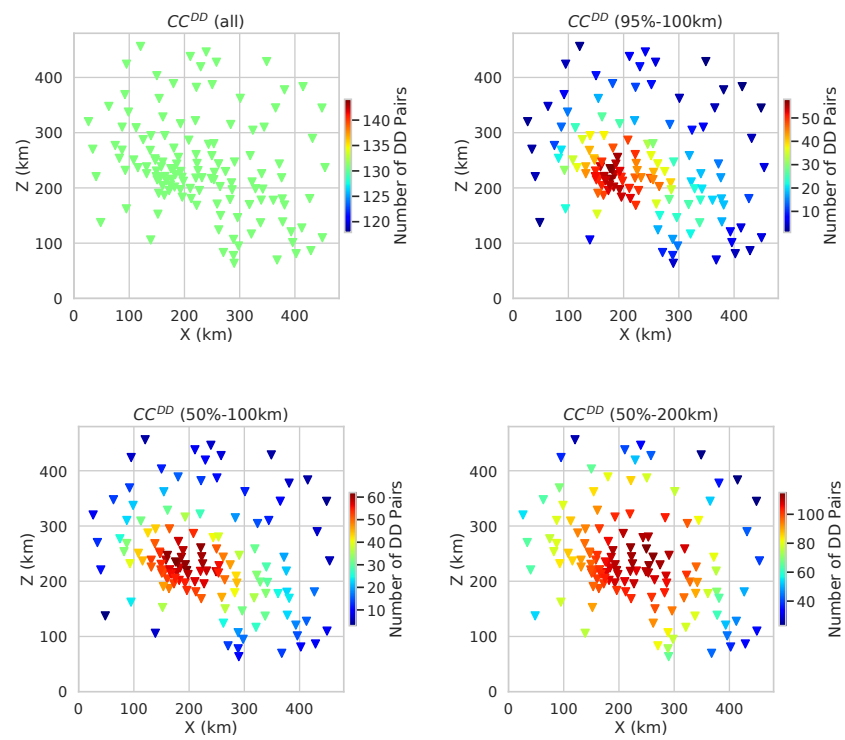 CC^DD (all)
Z (km)
400
300
200
100
0
0 100 200 300 400
X (km)
140
135
130
125
120
Number of DD Pairs
CC^DD (95%-100km)
Z (km)
400
300
200
100
0
0 100 200 300 400
X (km)
50
40
30
20
10
Number of DD Pairs
CC^DD (50%-100km)
Z (km)
400
300
200
100
0
0 100 200 300 400
X (km)
60
50
40
30
20
10
Number of DD Pairs
CC^DD (50%-200km)
Z (km)
400
300
200
100
0
0 100 200 300 400
X (km)
100
80
60
40
Number of DD Pairs